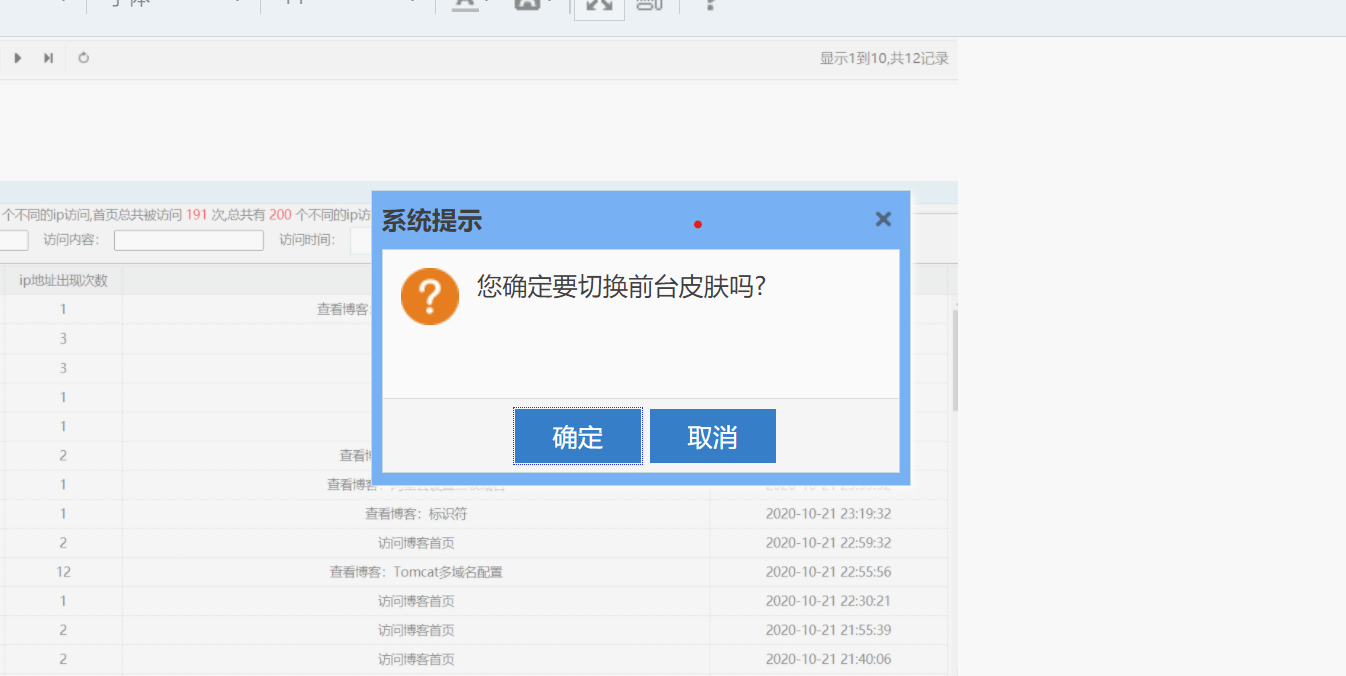 显示1到10,共12记录
个不同的ip访问,首页总共被访问 191 次,总共有 200 个不同的ip访
访问内容： 访问时间：
系统提示
您确定要切换前台皮肤吗?
确定 取消
ip地址出现次数
1 查看博客：
3
3
1
1
2 查看博
1 查看博客：
1 查看博客：标识符 2020-10-21 23:19:32
2 访问博客首页 2020-10-21 22:59:32
12 查看博客：Tomcat多域名配置 2020-10-21 22:55:56
1 访问博客首页 2020-10-21 22:30:21
2 访问博客首页 2020-10-21 21:55:39
2 访问博客首页 2020-10-21 21:40:06